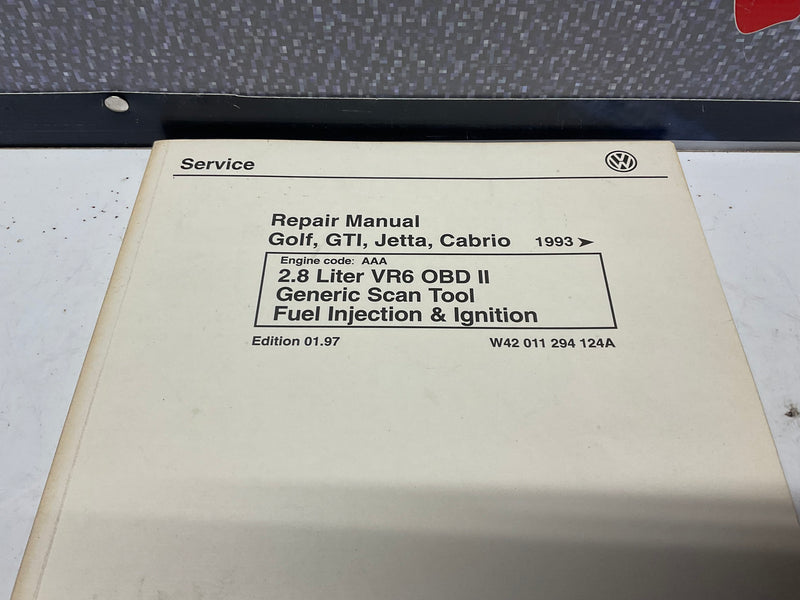 Service
Repair Manual
Golf, GTI, Jetta, Cabrio 1993 ➤
Engine code: AAA
2.8 Liter VR6 OBD II
Generic Scan Tool
Fuel Injection & Ignition
Edition 01.97 W42 011 294 124A